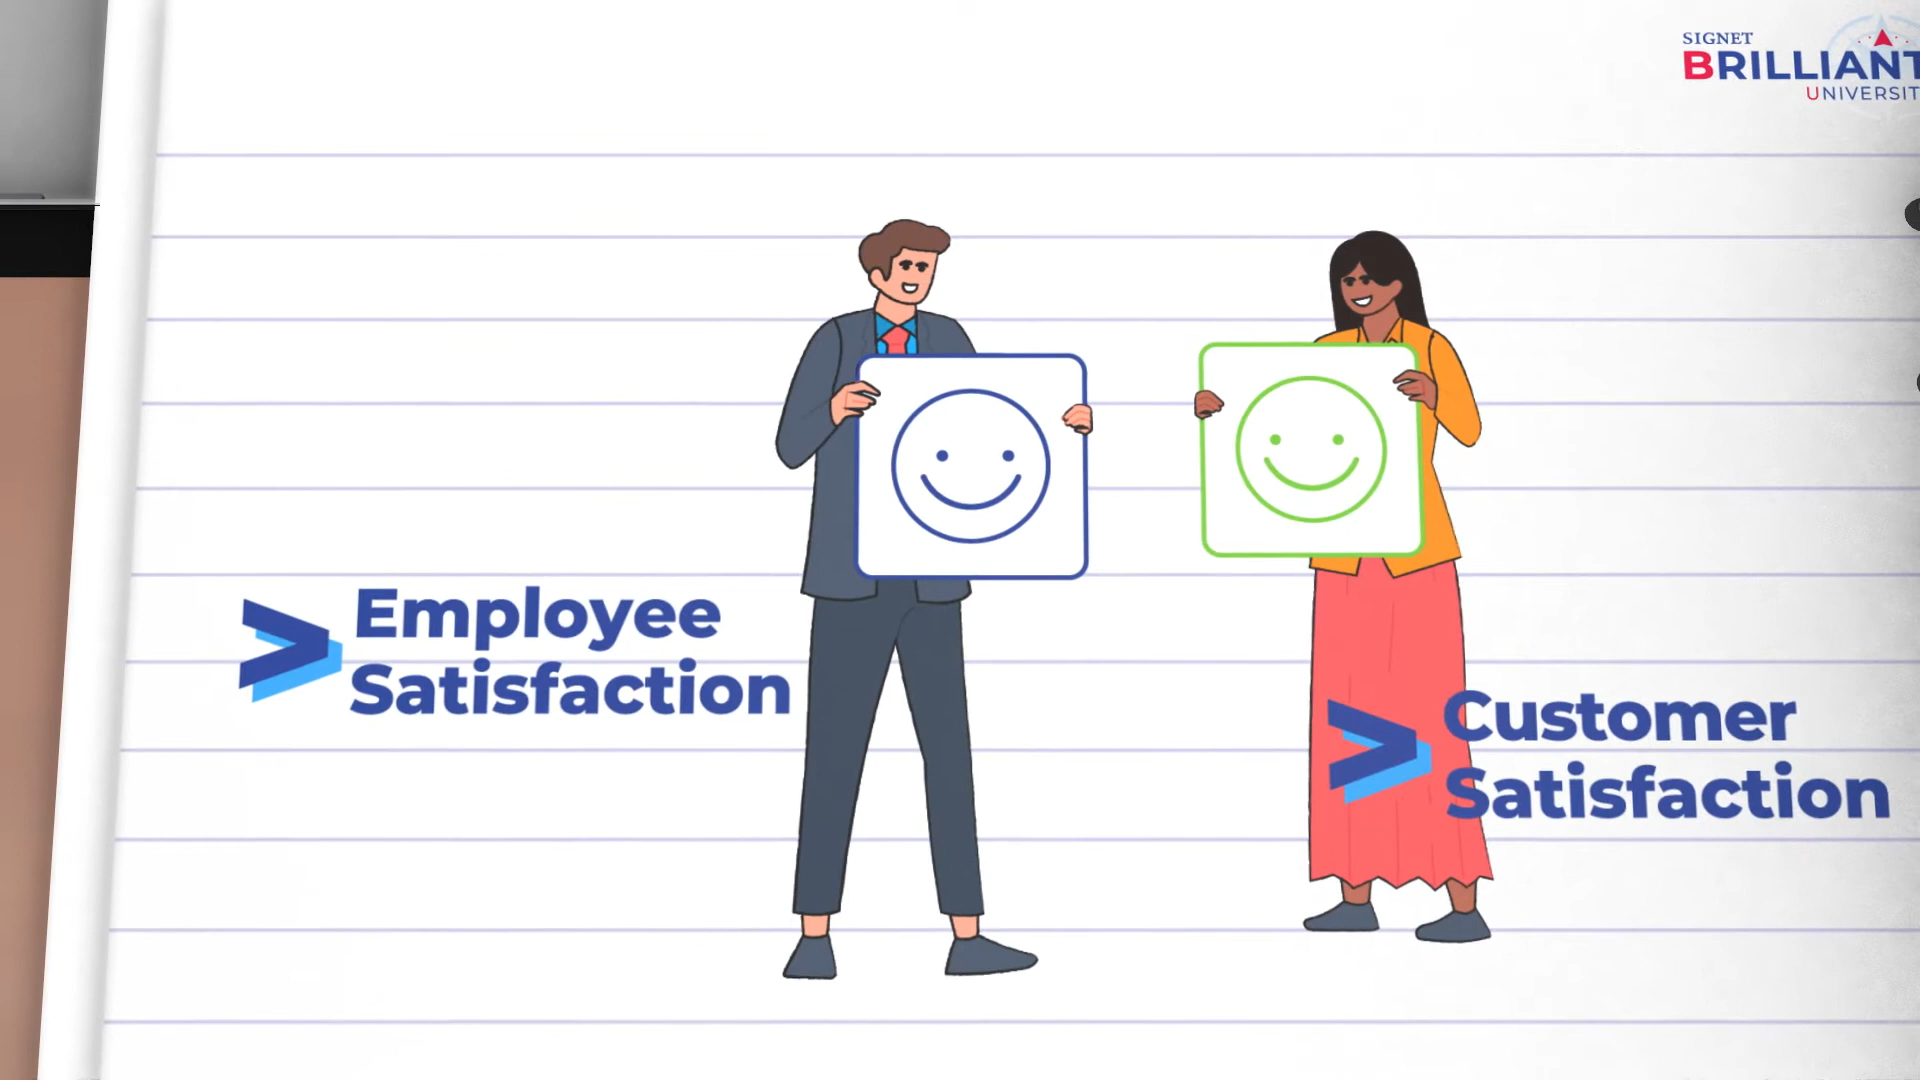 SIGNET
BRILLIANT
UNIVERSIT
Employee
Satisfaction
Customer
Satisfaction